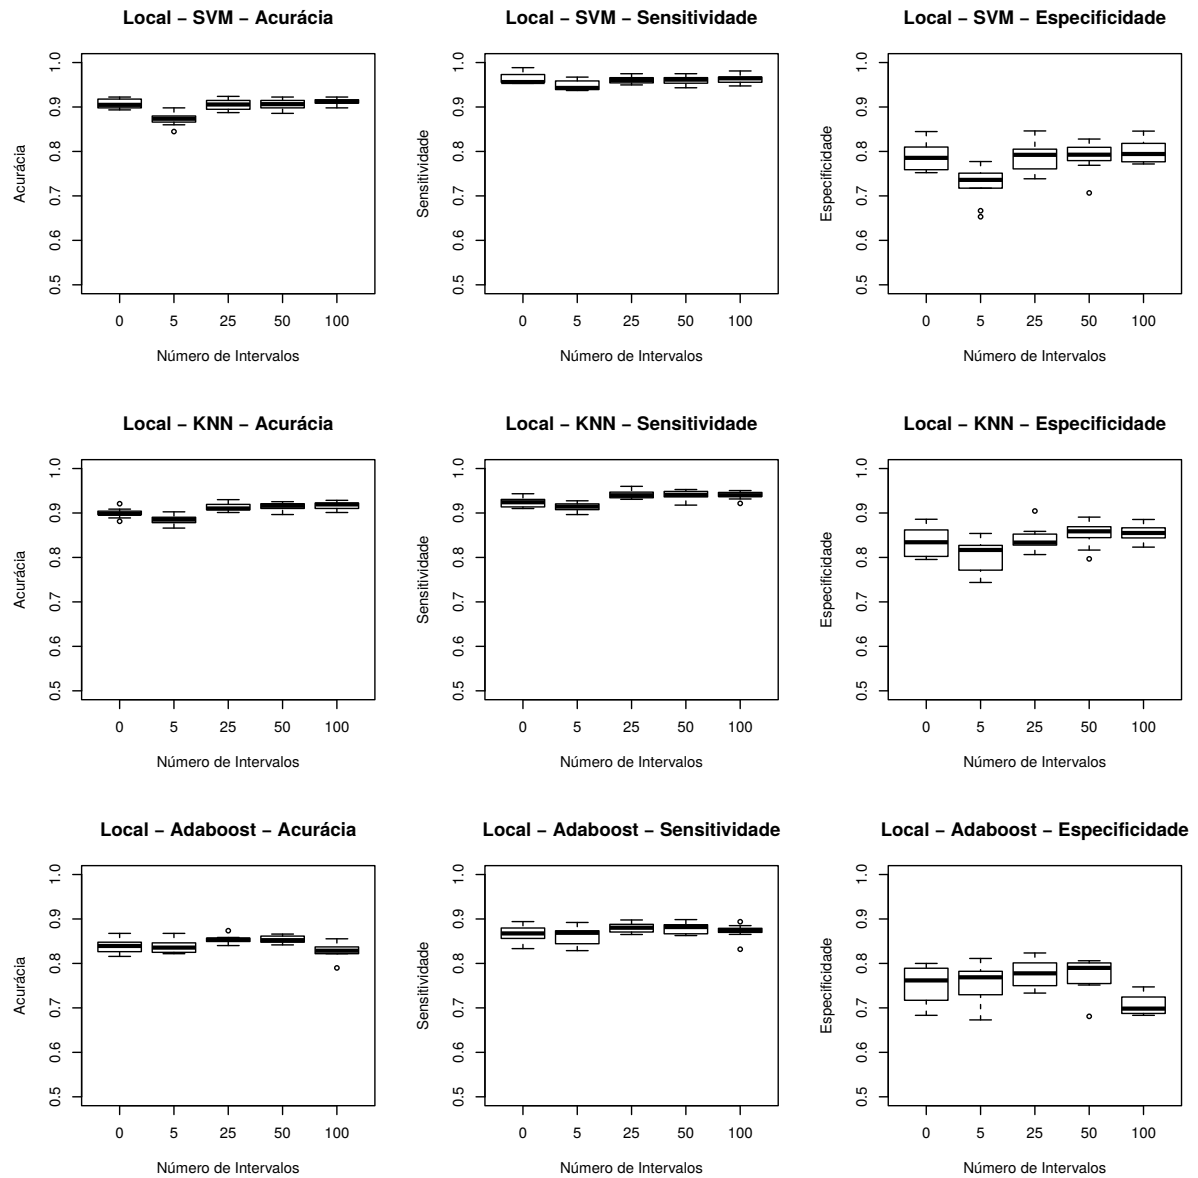 Local – SVM – Acurácia
Local – SVM – Sensitividade
Local – SVM – Especificidade
Acurácia
0.5 0.6 0.7 0.8 0.9 1.0
0 5 25 50 100
Número de Intervalos
Sensitividade
0.5 0.6 0.7 0.8 0.9 1.0
0 5 25 50 100
Número de Intervalos
Especificidade
0.5 0.6 0.7 0.8 0.9 1.0
0 5 25 50 100
Número de Intervalos
Local – KNN – Acurácia
Local – KNN – Sensitividade
Local – KNN – Especificidade
Acurácia
0.5 0.6 0.7 0.8 0.9 1.0
0 5 25 50 100
Número de Intervalos
Sensitividade
0.5 0.6 0.7 0.8 0.9 1.0
0 5 25 50 100
Número de Intervalos
Especificidade
0.5 0.6 0.7 0.8 0.9 1.0
0 5 25 50 100
Número de Intervalos
Local – Adaboost – Acurácia
Local – Adaboost – Sensitividade
Local – Adaboost – Especificidade
Acurácia
0.5 0.6 0.7 0.8 0.9 1.0
0 5 25 50 100
Número de Intervalos
Sensitividade
0.5 0.6 0.7 0.8 0.9 1.0
0 5 25 50 100
Número de Intervalos
Especificidade
0.5 0.6 0.7 0.8 0.9 1.0
0 5 25 50 100
Número de Intervalos